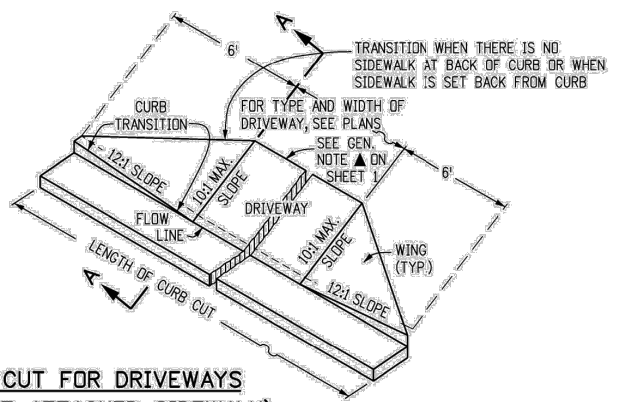 A
6'
TRANSITION WHEN THERE IS NO
SIDEWALK AT BACK OF CURB OR WHEN
SIDEWALK IS SET BACK FROM CURB
CURB
TRANSITION
FOR TYPE AND WIDTH OF
DRIVEWAY, SEE PLANS
SEE GEN.
NOTE ▲ ON
SHEET 1
6'
12:1 SLOPE
10:1 MAX.
SLOPE
DRIVEWAY
FLOW
LINE
10:1 MAX.
SLOPE
WING
(TYP.)
12:1 SLOPE
LENGTH OF CURB CUT
A
CUT FOR DRIVEWAYS